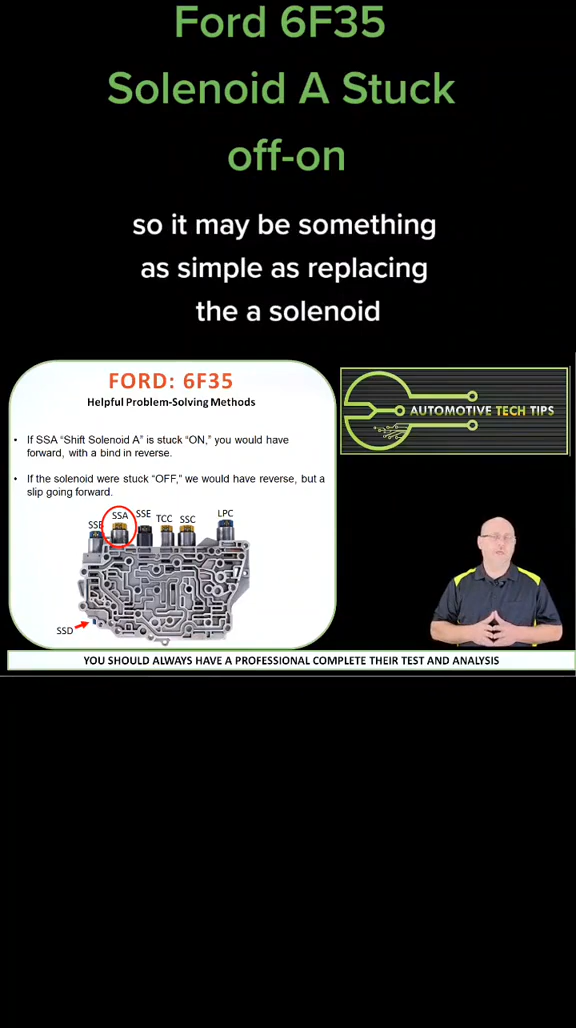 Ford 6F35
Solenoid A Stuck
off-on
so it may be something
as simple as replacing
the a solenoid
FORD: 6F35
Helpful Problem-Solving Methods
• If SSA "Shift Solenoid A" is stuck "ON," you would have
forward, with a bind in reverse.
• If the solenoid were stuck "OFF," we would have reverse, but a
slip going forward.
SSB SSA SSE TCC SSC LPC
SSD
AUTOMOTIVE TECH TIPS
YOU SHOULD ALWAYS HAVE A PROFESSIONAL COMPLETE THEIR TEST AND ANALYSIS